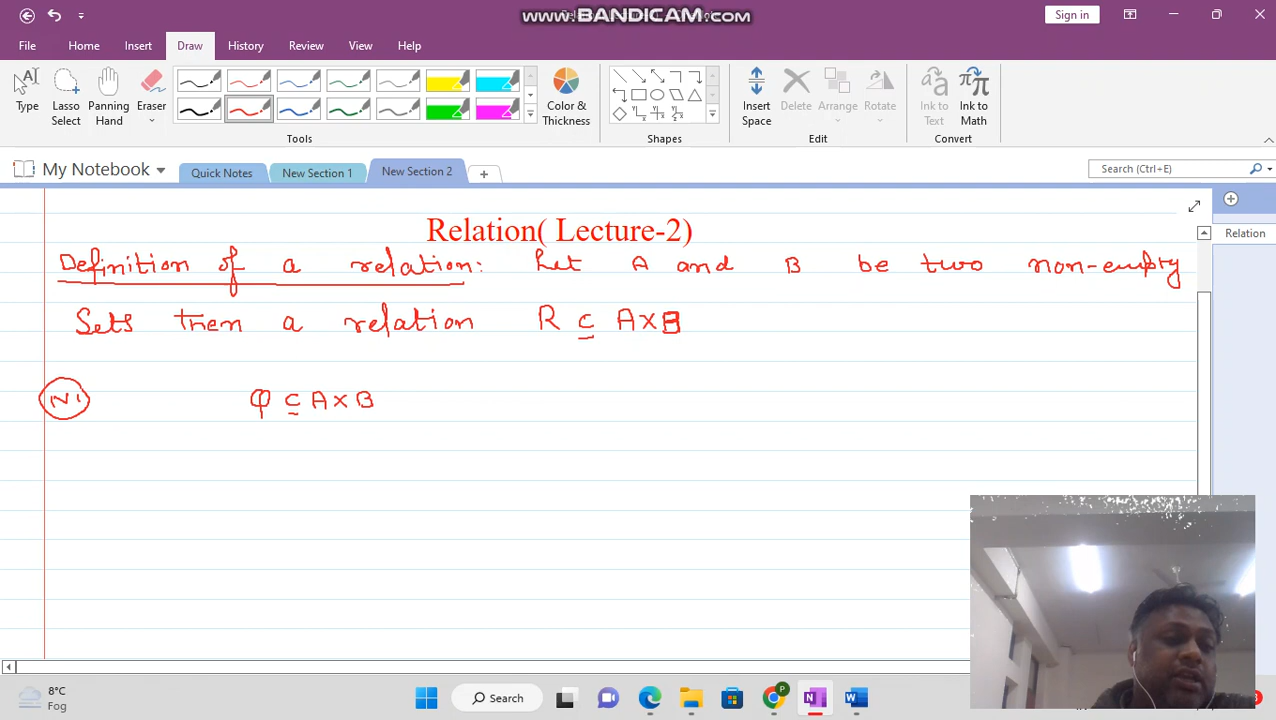 www.BANDICAM.com
Sign in
File Home Insert Draw History Review View Help
Type Lasso Select Panning Hand Eraser Color & Thickness Insert Space Delete Arrange Rotate Ink to Text Ink to Math
Tools Shapes Edit Convert
My Notebook Quick Notes New Section 1 New Section 2 Search (Ctrl+E)
Relation( Lecture-2)
Relation
Definition of a relation: Let A and B be two non-empty
Sets then a relation R ⊆ A×B
N1 φ ⊆ A×B
8°C
Fog
Search